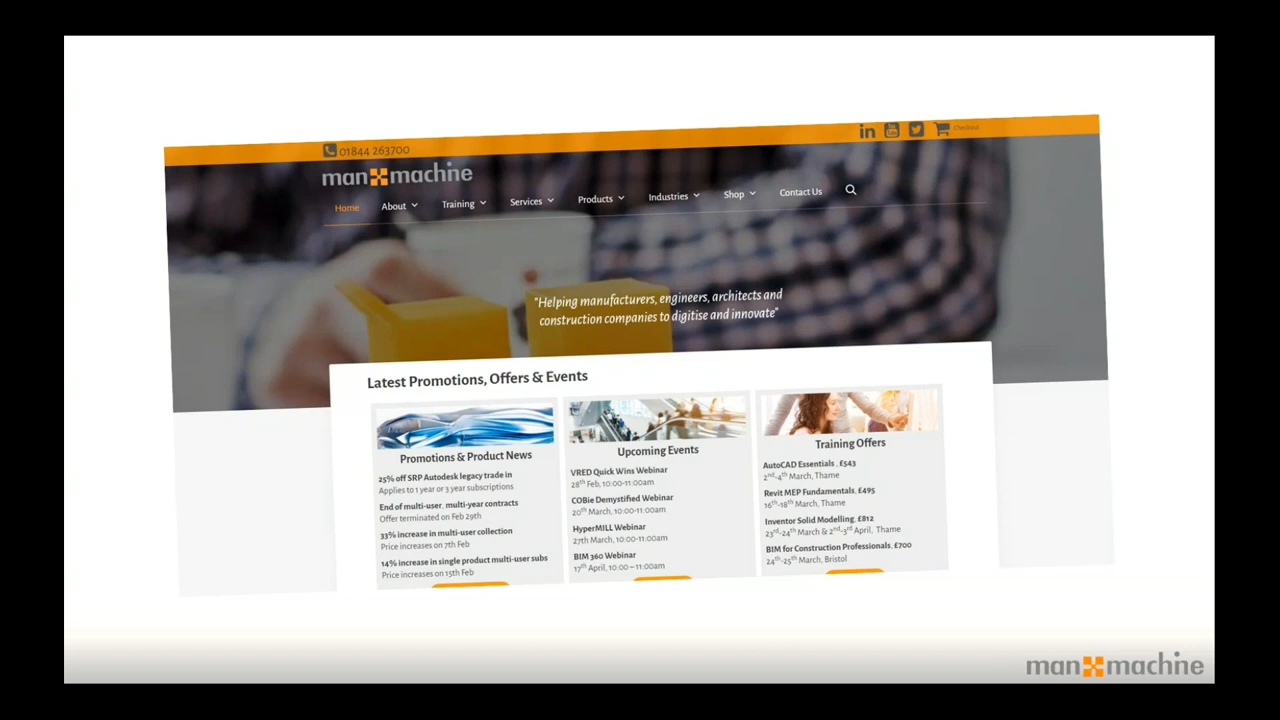 Checkout
01844 263700
man machine
Home About Training Services Products Industries Shop Contact Us
"Helping manufacturers, engineers, architects and
construction companies to digitise and innovate"
Latest Promotions, Offers & Events
Promotions & Product News
25% off SRP Autodesk legacy trade in
Applies to 1 year or 3 year subscriptions
End of multi-user, multi-year contracts
Offer terminated on Feb 29th
33% increase in multi-user collection
Price increases on 7th Feb
14% increase in single product multi-user subs
Price increases on 15th Feb
Upcoming Events
VRED Quick Wins Webinar
28th Feb, 10:00-11:00am
COBie Demystified Webinar
20th March, 10:00-11:00am
HyperMILL Webinar
27th March, 10:00-11:00am
BIM 360 Webinar
17th April, 10:00 – 11:00am
Training Offers
AutoCAD Essentials , £543
2nd-4th March, Thame
Revit MEP Fundamentals, £495
16th-18th March, Thame
Inventor Solid Modelling, £812
23rd-24th March & 2nd-3rd April, Thame
BIM for Construction Professionals, £700
24th-25th March, Bristol
man machine